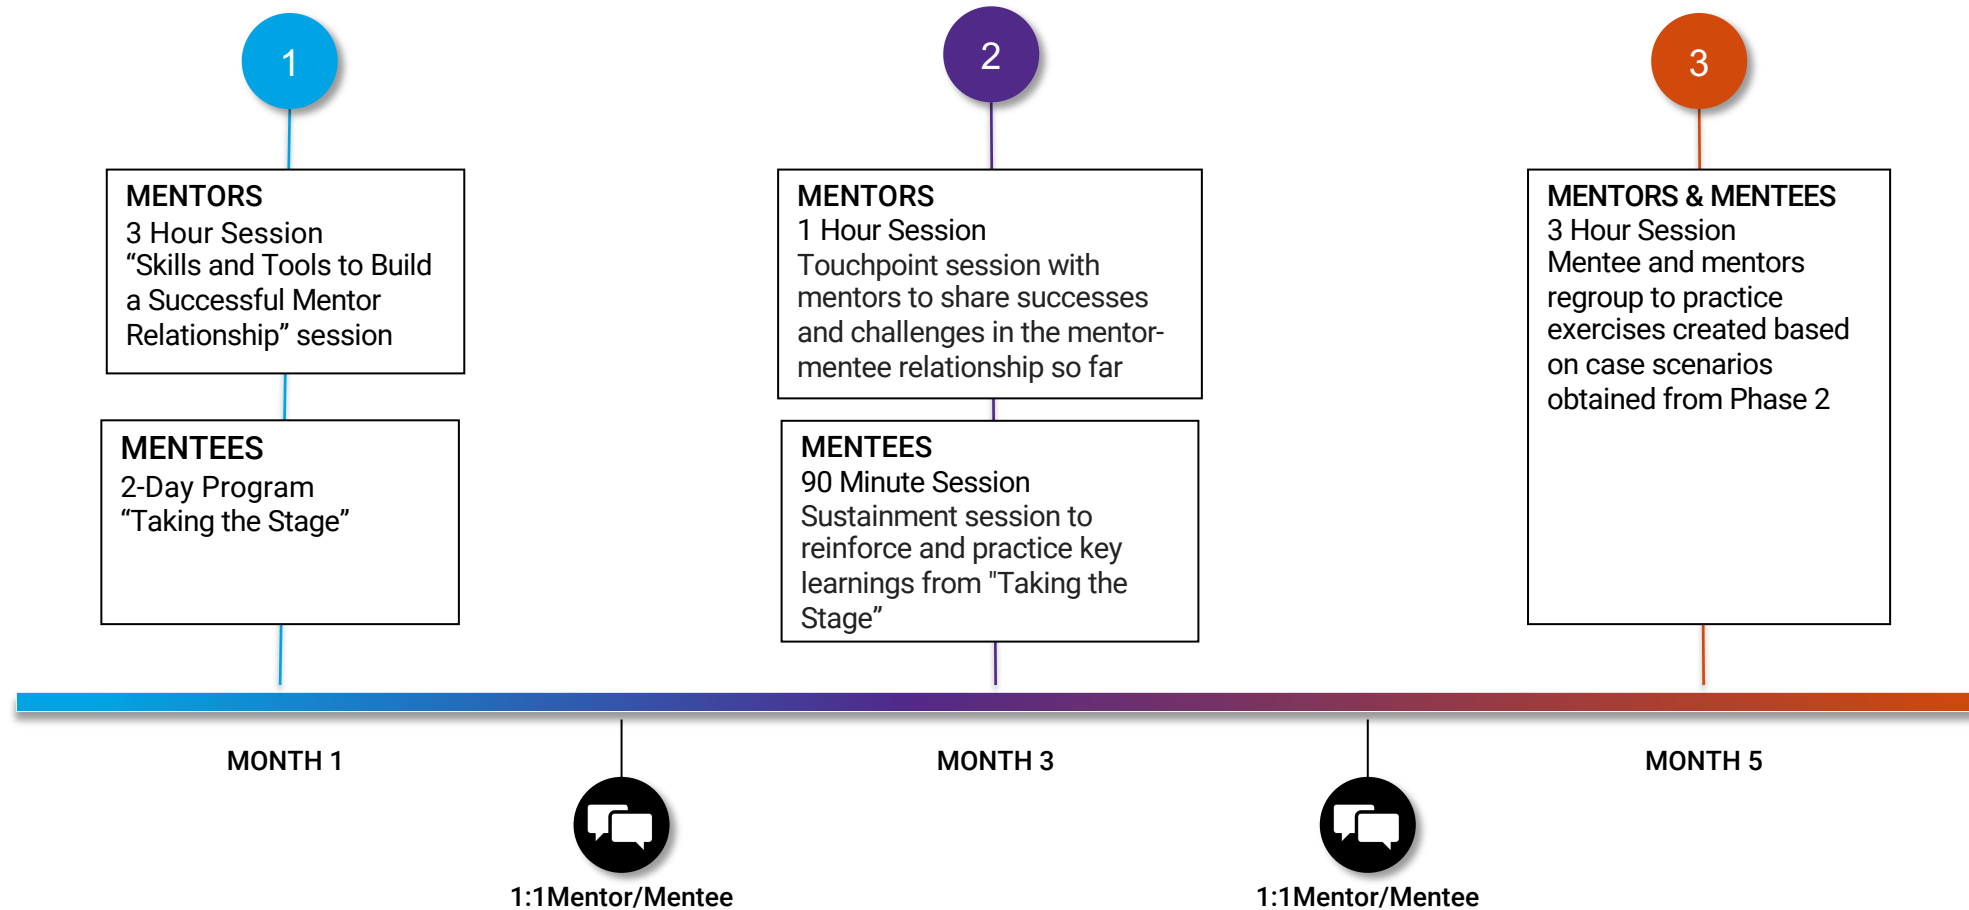 1
MENTORS
3 Hour Session
“Skills and Tools to Build
a Successful Mentor
Relationship” session
MENTEES
2-Day Program
“Taking the Stage”
2
MENTORS
1 Hour Session
Touchpoint session with
mentors to share successes
and challenges in the mentor-
mentee relationship so far
MENTEES
90 Minute Session
Sustainment session to
reinforce and practice key
learnings from "Taking the
Stage”
3
MENTORS & MENTEES
3 Hour Session
Mentee and mentors
regroup to practice
exercises created based
on case scenarios
obtained from Phase 2
MONTH 1
MONTH 3
MONTH 5
1:1Mentor/Mentee
1:1Mentor/Mentee